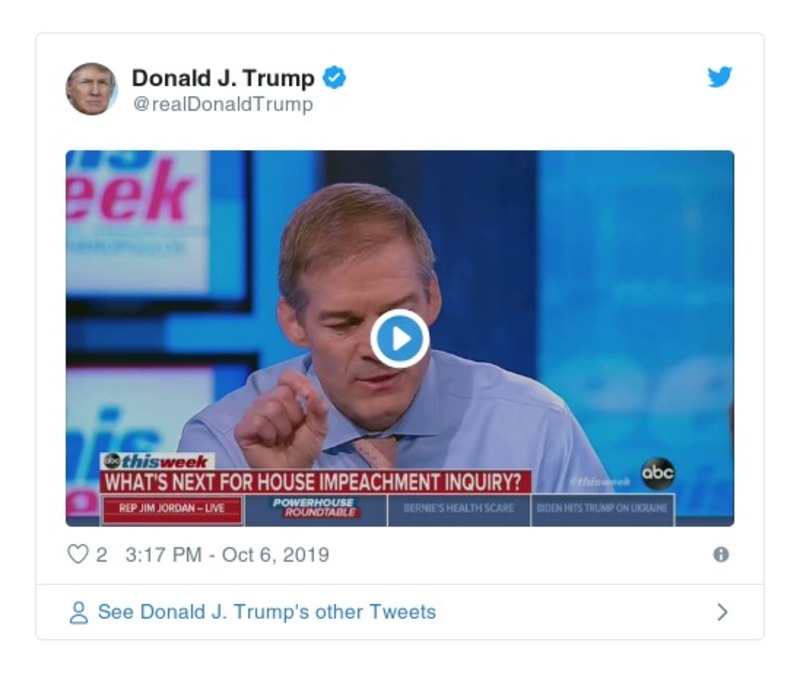 Donald J. Trump
@realDonaldTrump
eek
abc thisweek
WHAT'S NEXT FOR HOUSE IMPEACHMENT INQUIRY?
#thisweek
abc
REP JIM JORDAN – LIVE
POWERHOUSE
ROUNDTABLE
BERNIE'S HEALTH SCARE
BIDEN HITS TRUMP ON UKRAINE
2 3:17 PM - Oct 6, 2019
See Donald J. Trump's other Tweets